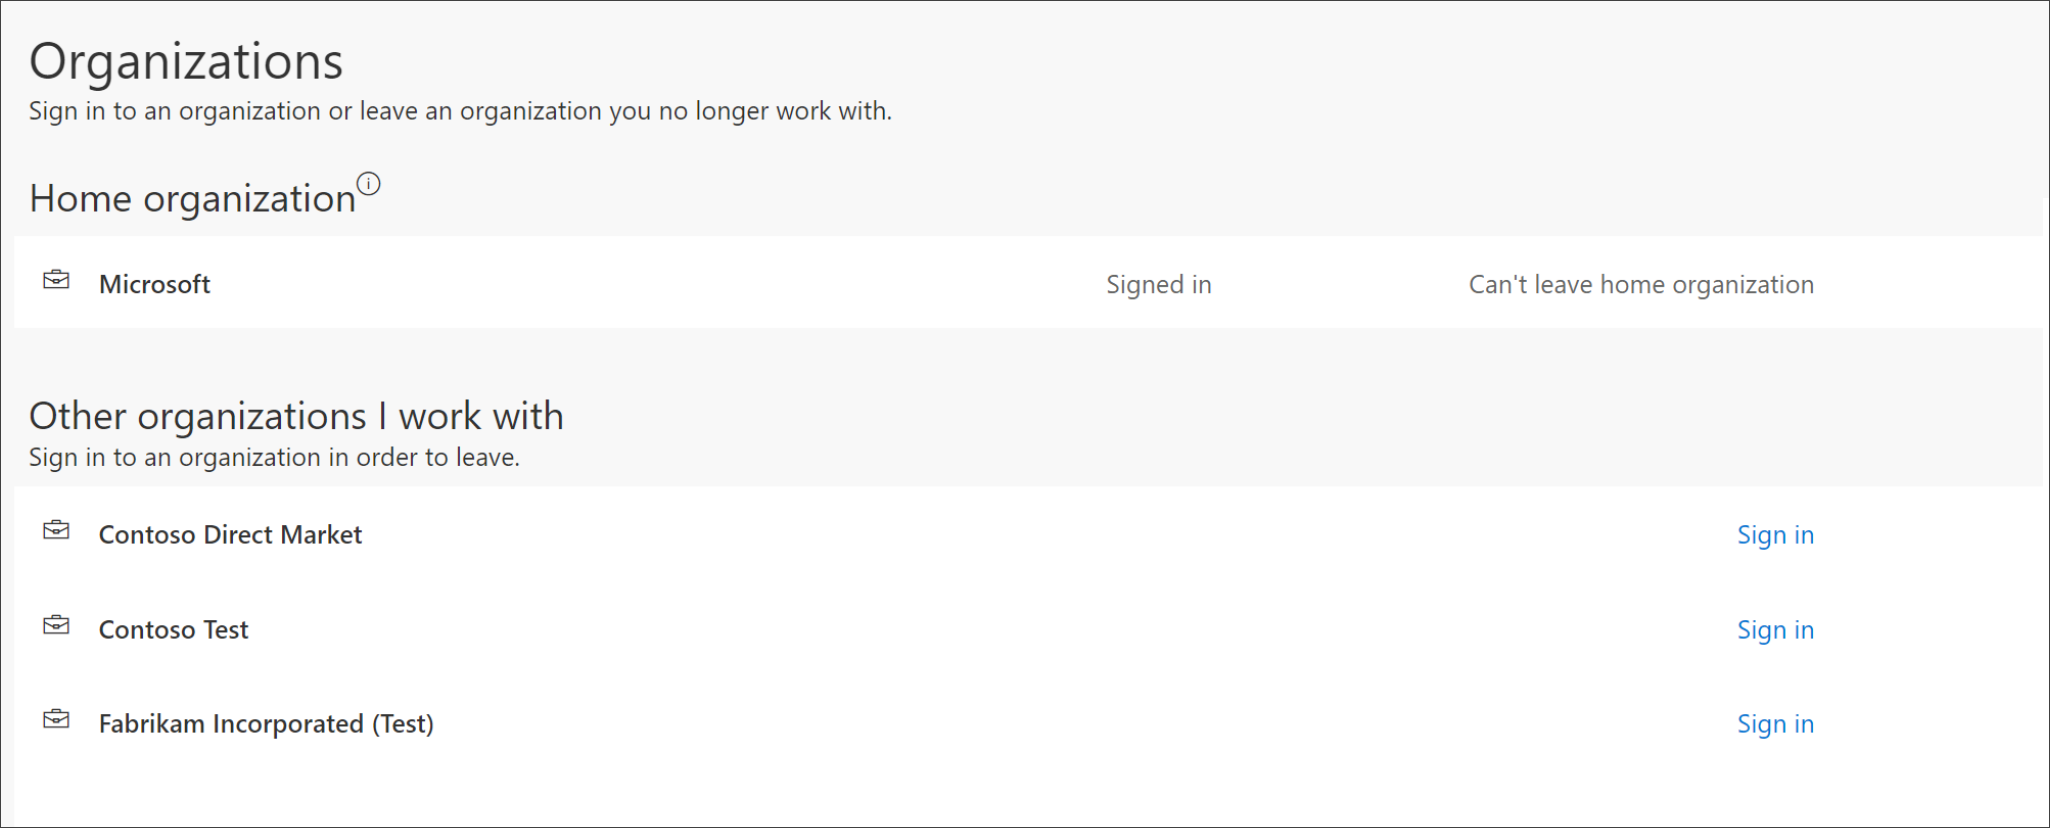 Organizations
Sign in to an organization or leave an organization you no longer work with.
Home organization
Microsoft Signed in Can't leave home organization
Other organizations I work with
Sign in to an organization in order to leave.
Contoso Direct Market Sign in
Contoso Test Sign in
Fabrikam Incorporated (Test) Sign in